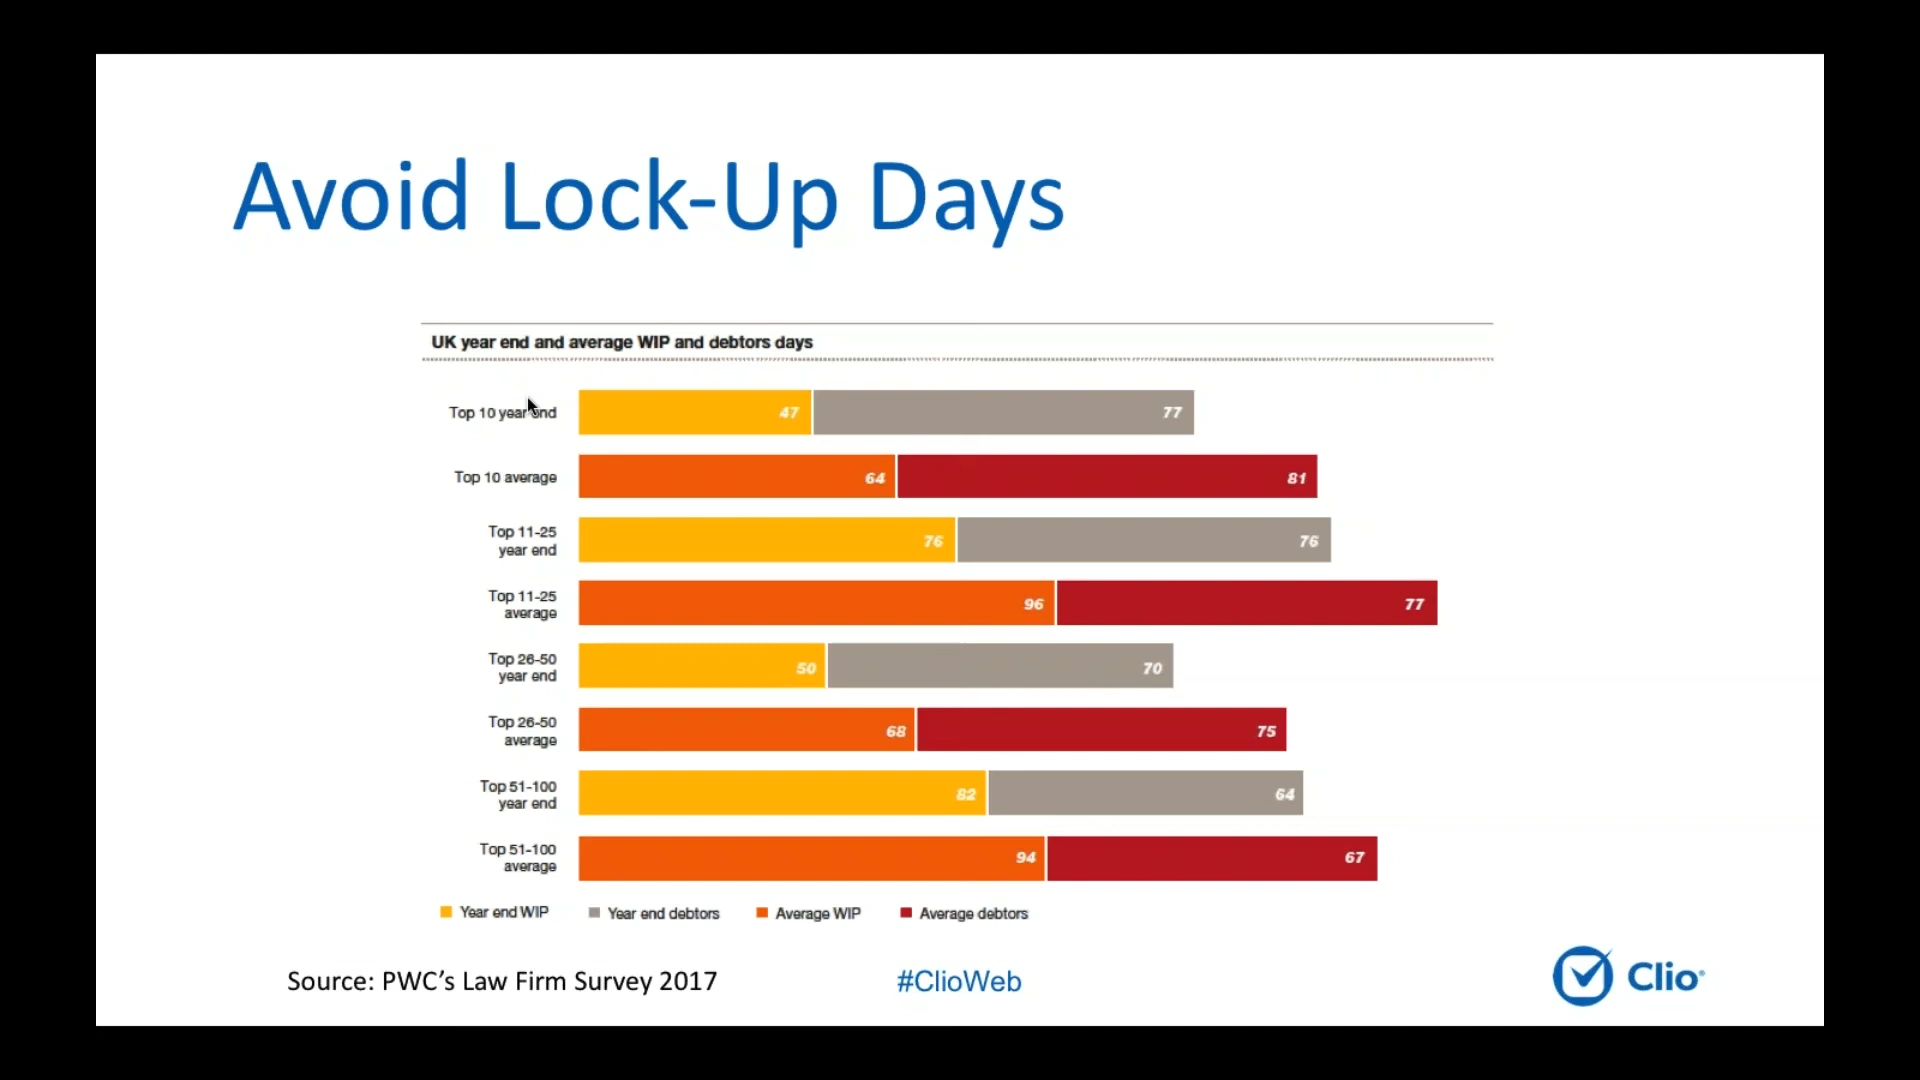 Avoid Lock-Up Days
UK year end and average WIP and debtors days
Top 10 year end
47
77
Top 10 average
64
81
Top 11-25
year end
76
76
Top 11-25
average
96
77
Top 26-50
year end
50
70
Top 26-50
average
68
75
Top 51-100
year end
82
64
Top 51-100
average
94
67
Year end WIP
Year end debtors
Average WIP
Average debtors
Source: PWC’s Law Firm Survey 2017
#ClioWeb
Clio®